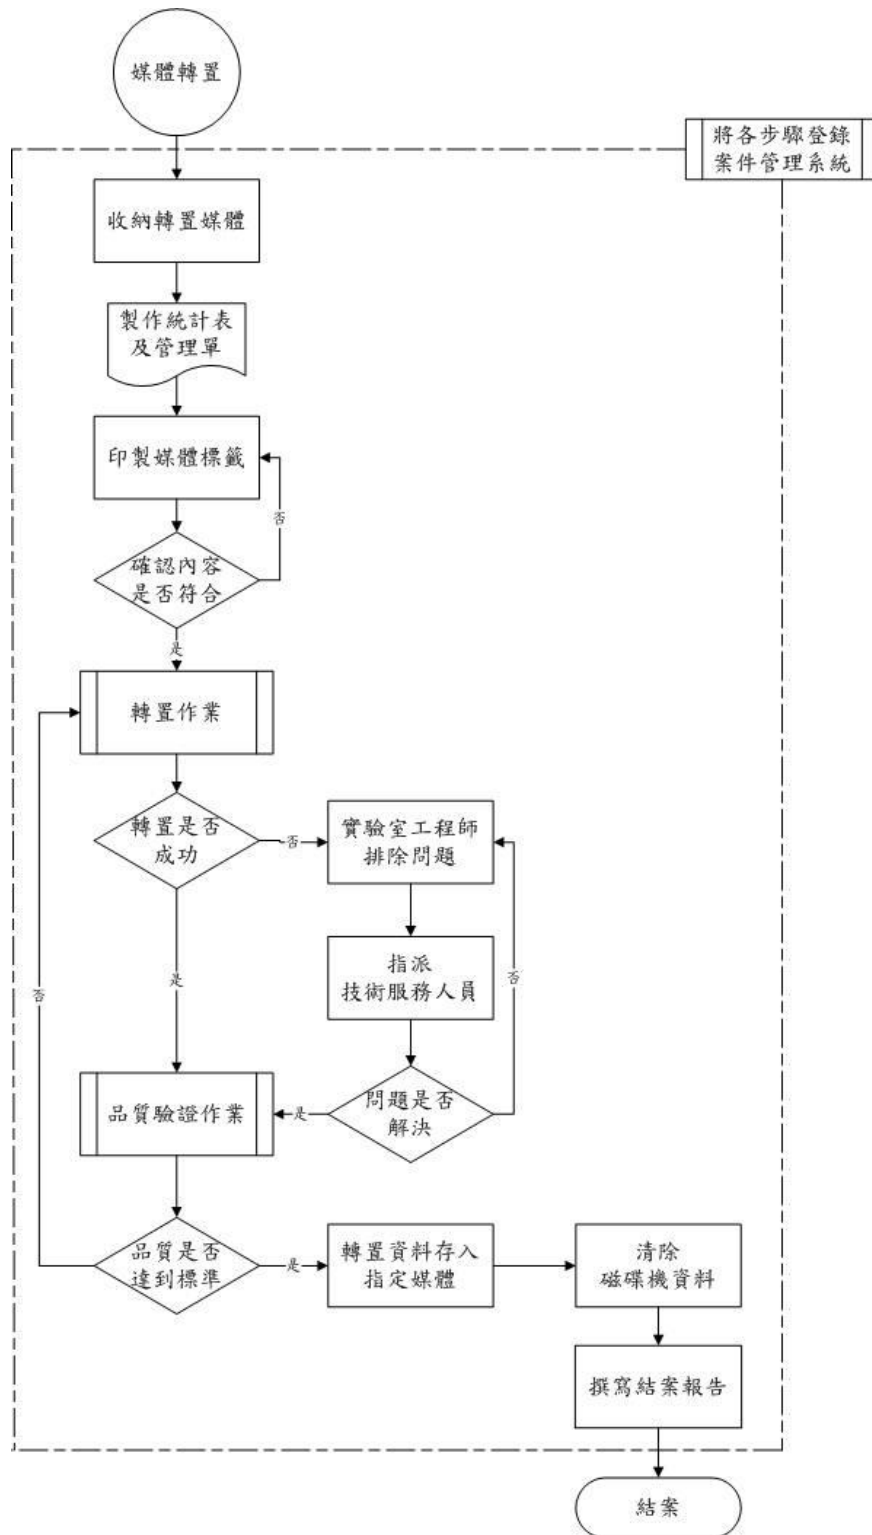 媒體轉置
將各步驟登錄
案件管理系統
收納轉置媒體
製作統計表
及管理單
印製媒體標籤
否
確認內容
是否符合
是
轉置作業
轉置是否
成功
否
實驗室工程師
排除問題
指派
技術服務人員
否
是
否
品質驗證作業
是
問題是否
解決
品質是否
達到標準
是
轉置資料存入
指定媒體
清除
磁碟機資料
撰寫結案報告
結案